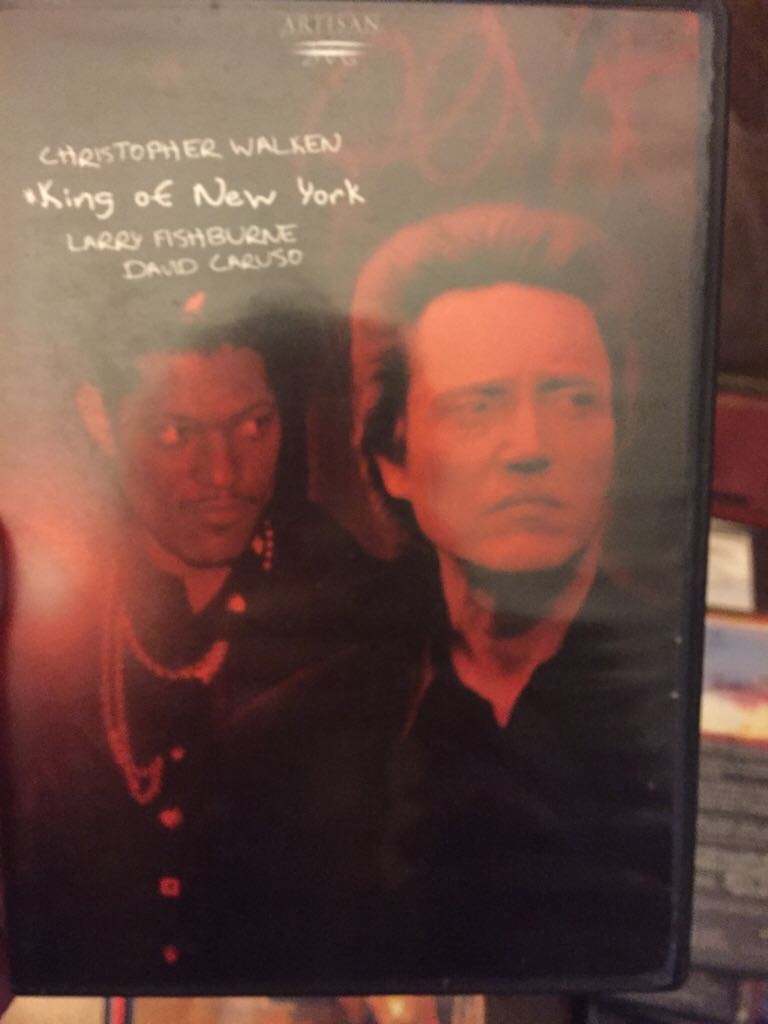 ARTISAN
CHRISTOPHER WALKEN
King of New York
LARRY FISHBURNE
DAVID CARUSO